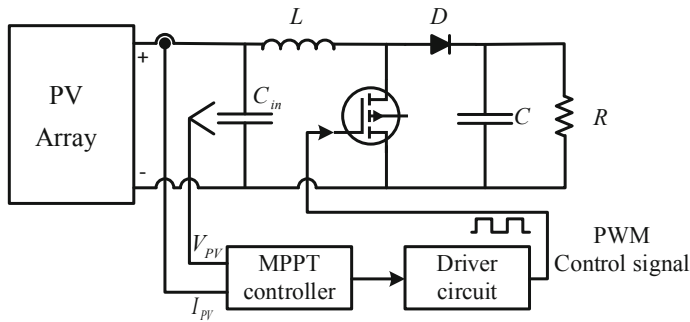 L
D
+
PV
Array
C_in
C
R
-
V_PV
I_PV
MPPT
controller
Driver
circuit
PWM
Control signal